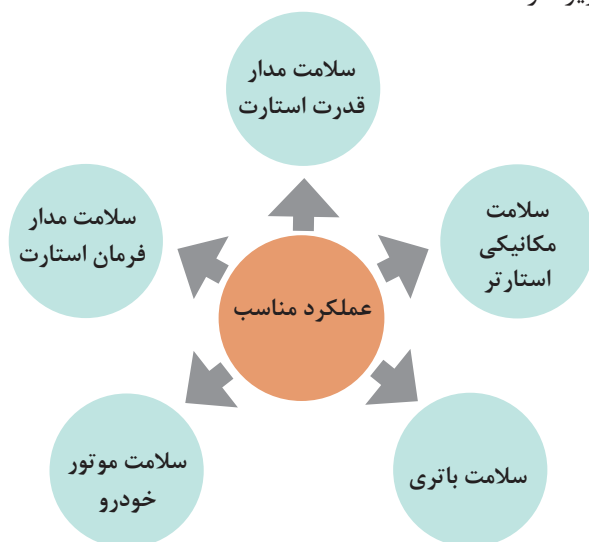 سلامت مدار
قدرت استارت
سلامت
مکانیکی
استارتر
سلامت مدار
فرمان استارت
عملکرد مناسب
سلامت باتری
سلامت موتور
خودرو